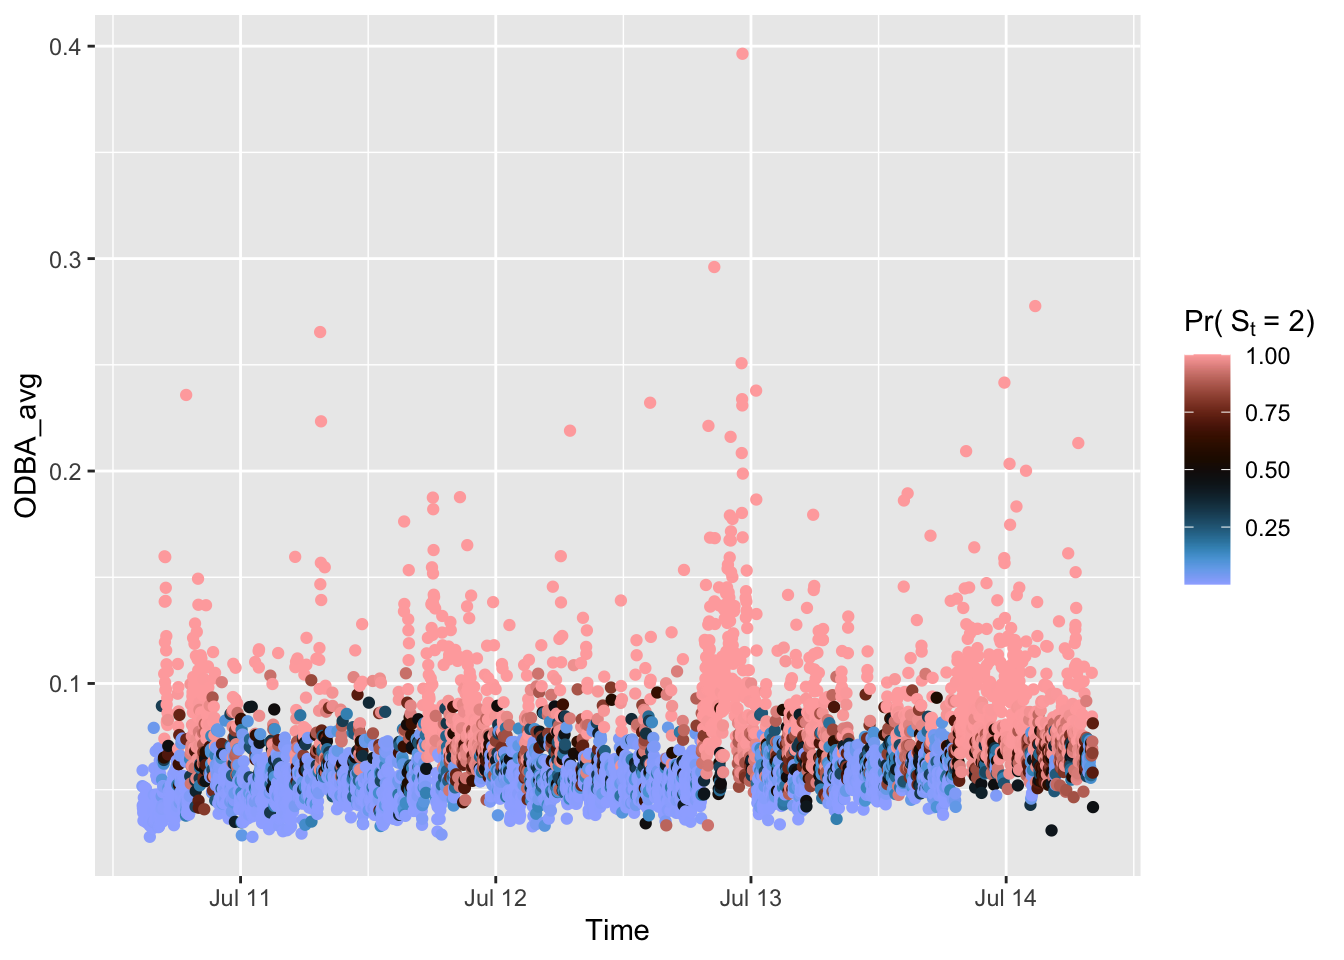 0.4
0.3
0.2
0.1
ODBA_avg
Jul 11
Jul 12
Jul 13
Jul 14
Time
Pr( Sₜ = 2)
1.00
0.75
0.50
0.25